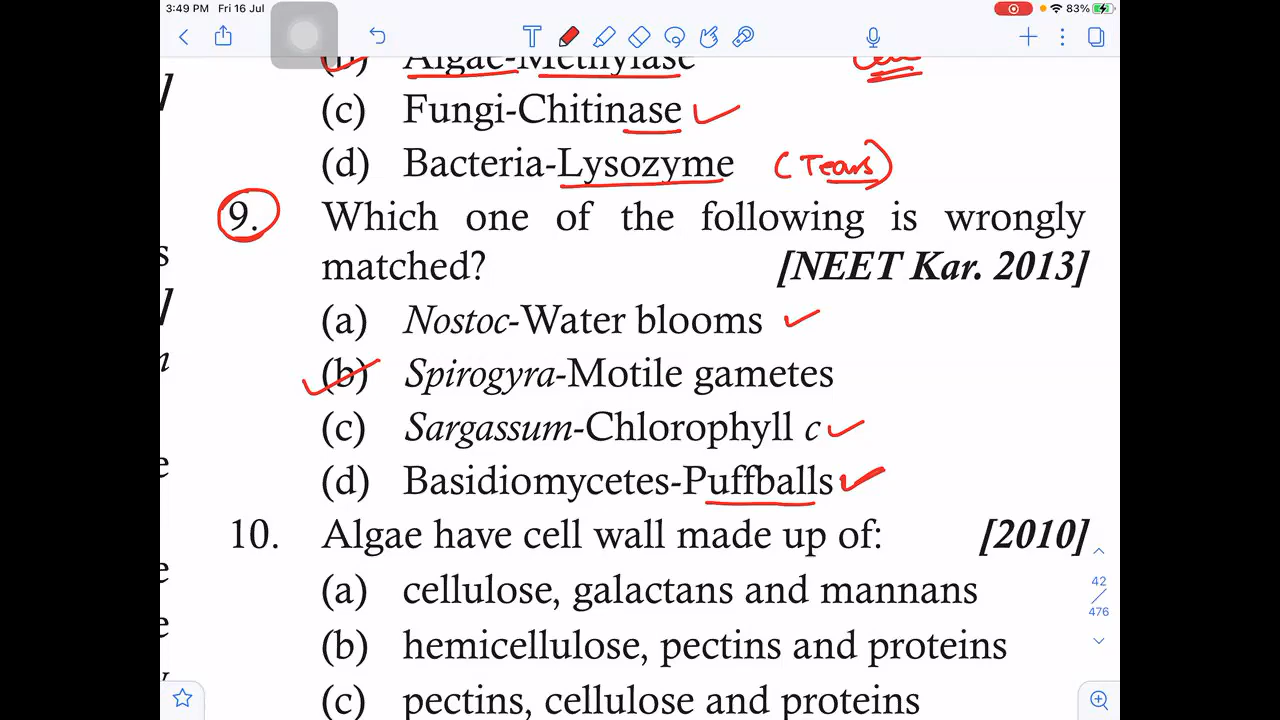 3:49 PM Fri 16 Jul 83%
T
Algae-Methylase
(c) Fungi-Chitinase
(d) Bacteria-Lysozyme (Tears)
9. Which one of the following is wrongly
matched? [NEET Kar. 2013]
(a) Nostoc-Water blooms
(b) Spirogyra-Motile gametes
(c) Sargassum-Chlorophyll c
(d) Basidiomycetes-Puffballs
10. Algae have cell wall made up of: [2010]
42
476
(a) cellulose, galactans and mannans
(b) hemicellulose, pectins and proteins
(c) pectins, cellulose and proteins